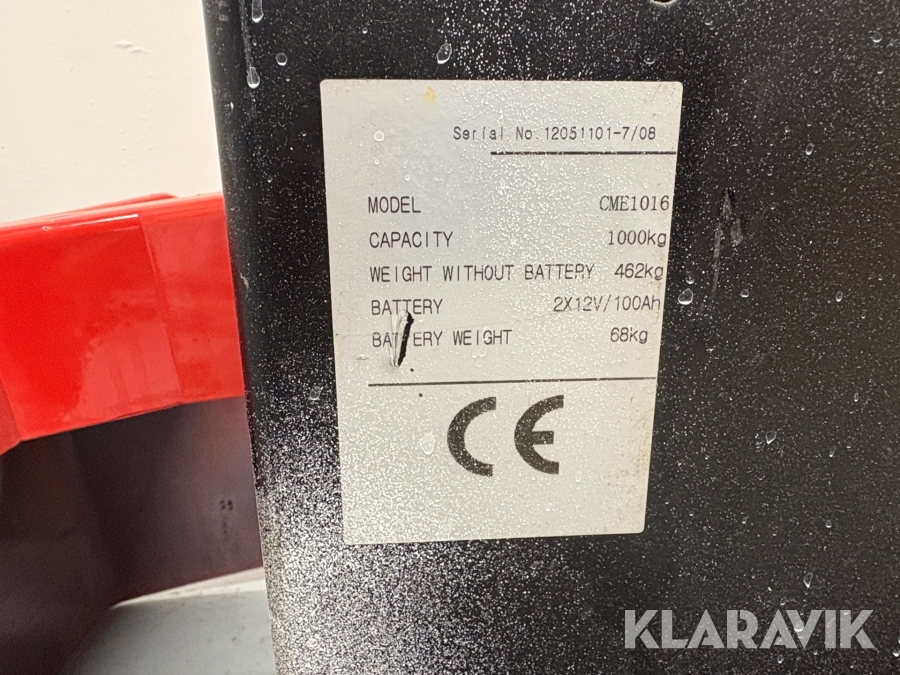 Serial No.12051101-7/08
MODEL CME1016
CAPACITY 1000kg
WEIGHT WITHOUT BATTERY 462kg
BATTERY 2X12V/100Ah
BATTERY WEIGHT 68kg
CE
KLARAVIK